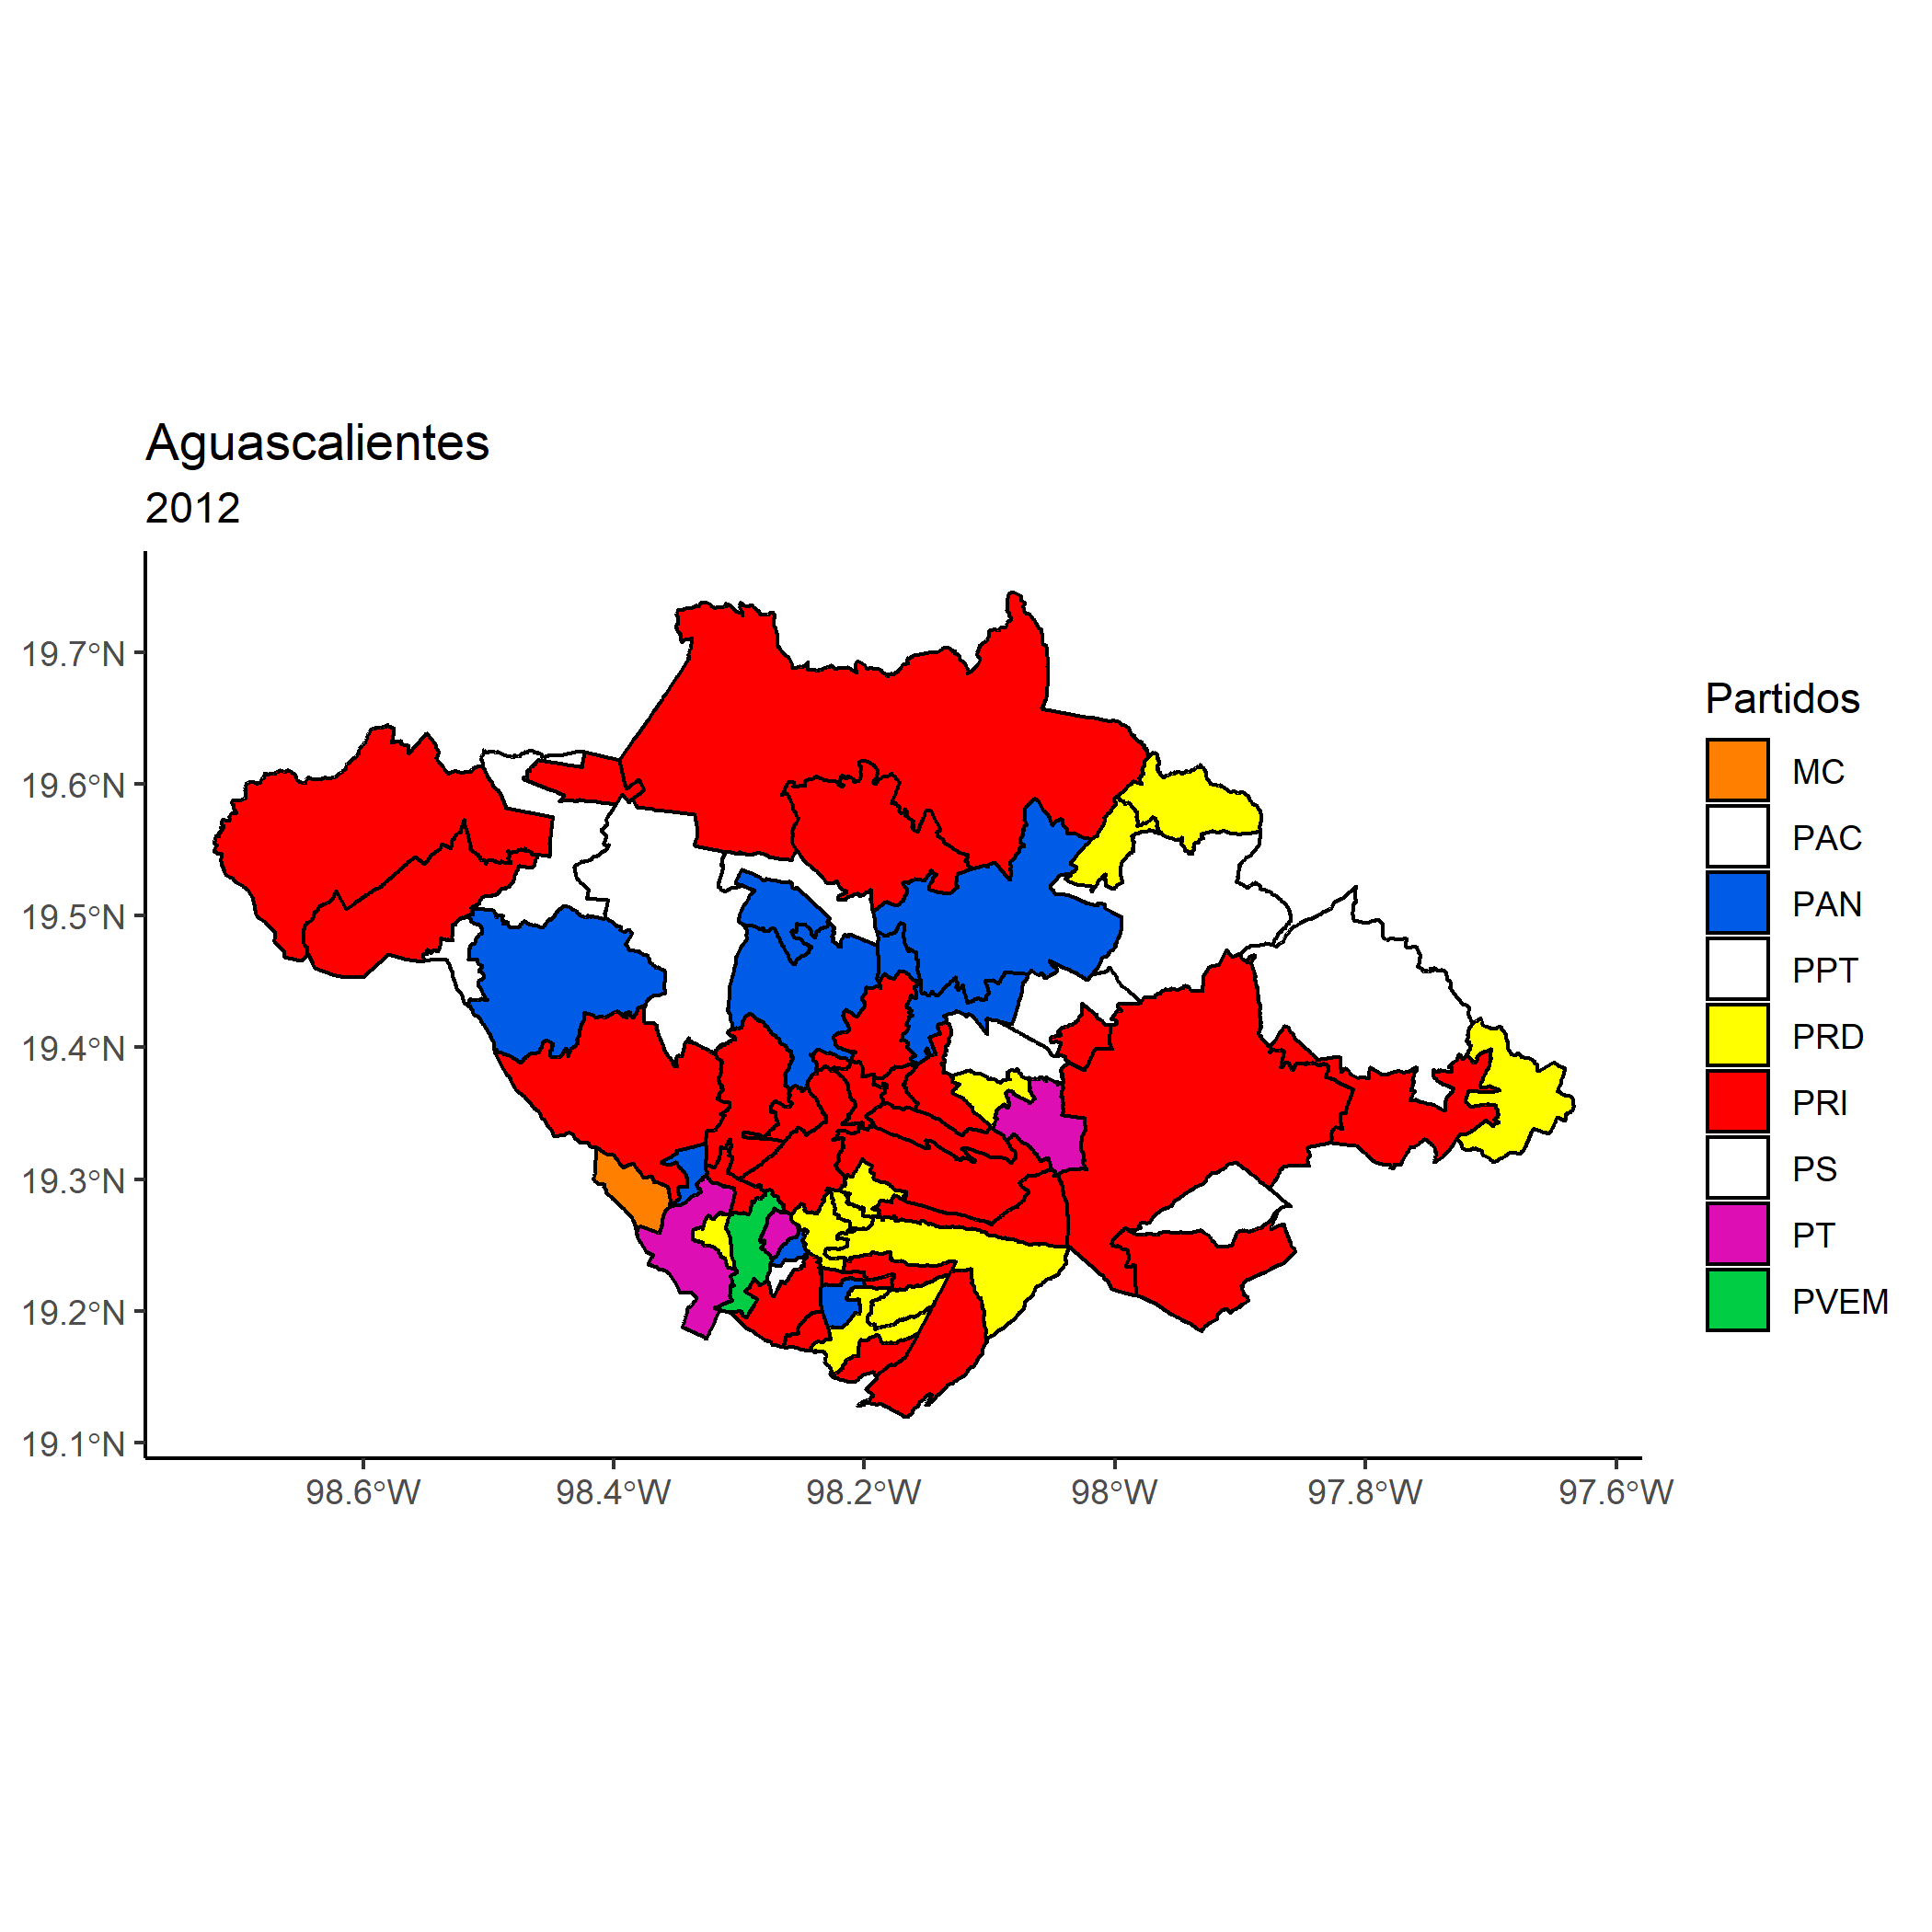 Aguascalientes
2012
19.7°N
19.6°N
19.5°N
19.4°N
19.3°N
19.2°N
19.1°N
98.6°W
98.4°W
98.2°W
98°W
97.8°W
97.6°W
Partidos
MC
PAC
PAN
PPT
PRD
PRI
PS
PT
PVEM